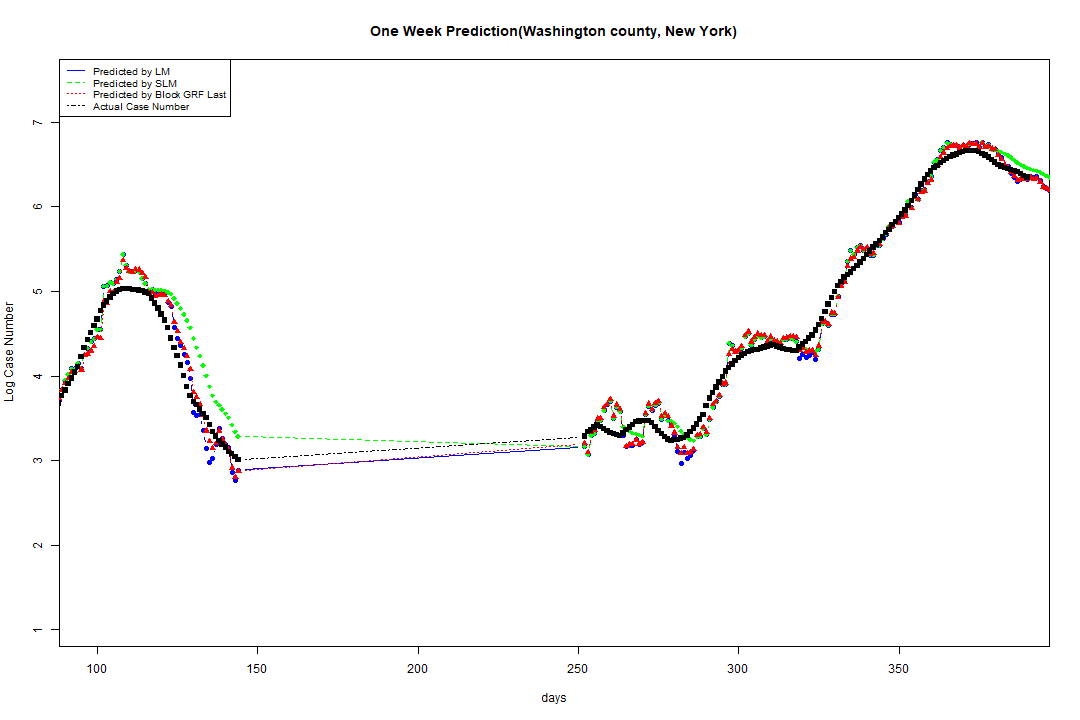 One Week Prediction(Washington county, New York)
Predicted by LM
Predicted by SLM
Predicted by Block GRF Last
Actual Case Number
Log Case Number
7
6
5
4
3
2
1
100 150 200 250 300 350
days